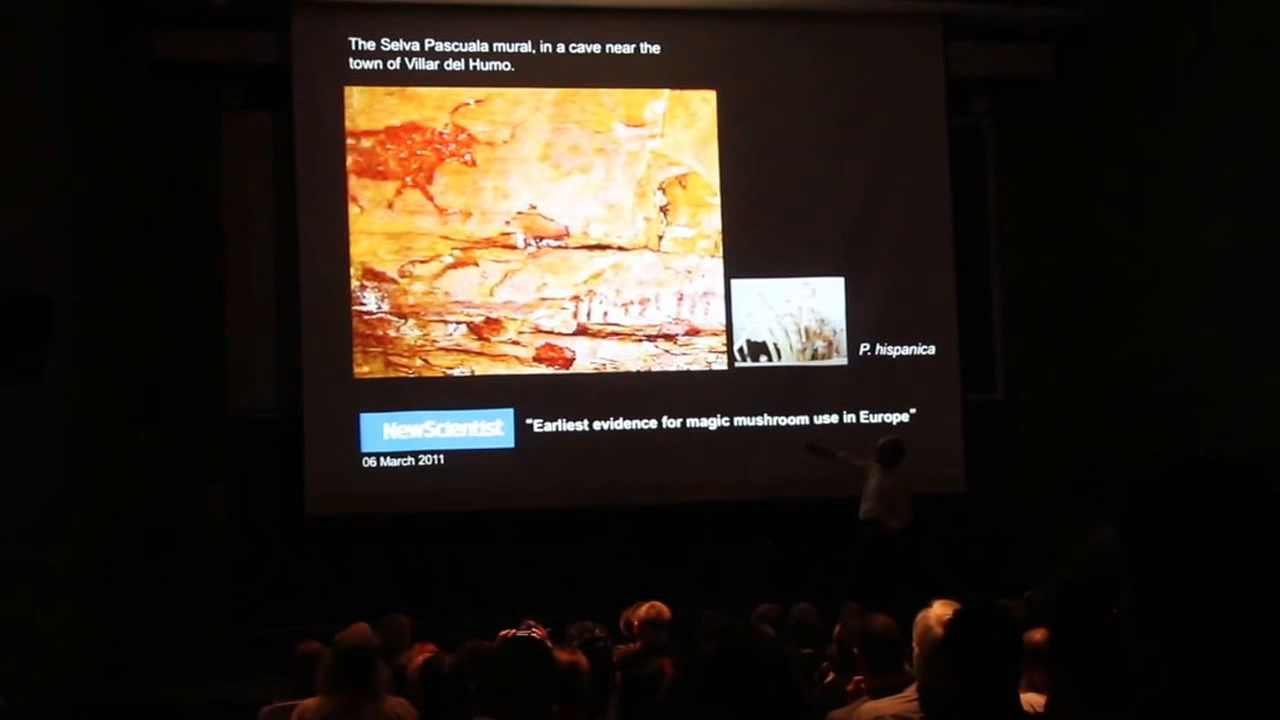 The Selva Pascuala mural, in a cave near the
town of Villar del Humo.
P. hispanica
NewScientist
"Earliest evidence for magic mushroom use in Europe"
06 March 2011